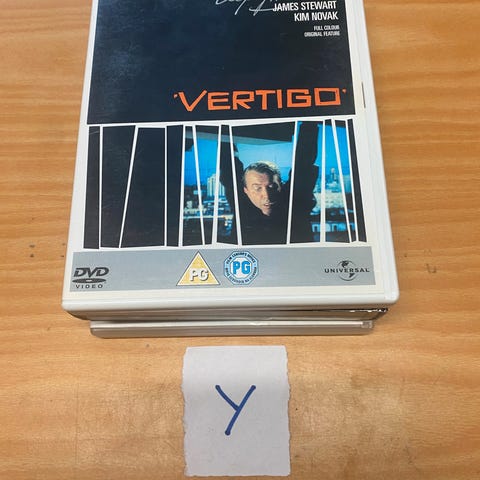 JAMES STEWART
KIM NOVAK
FULL COLOUR
ORIGINAL FEATURE
'VERTIGO'
DVD
VIDEO
PG
PG
UNIVERSAL
Y